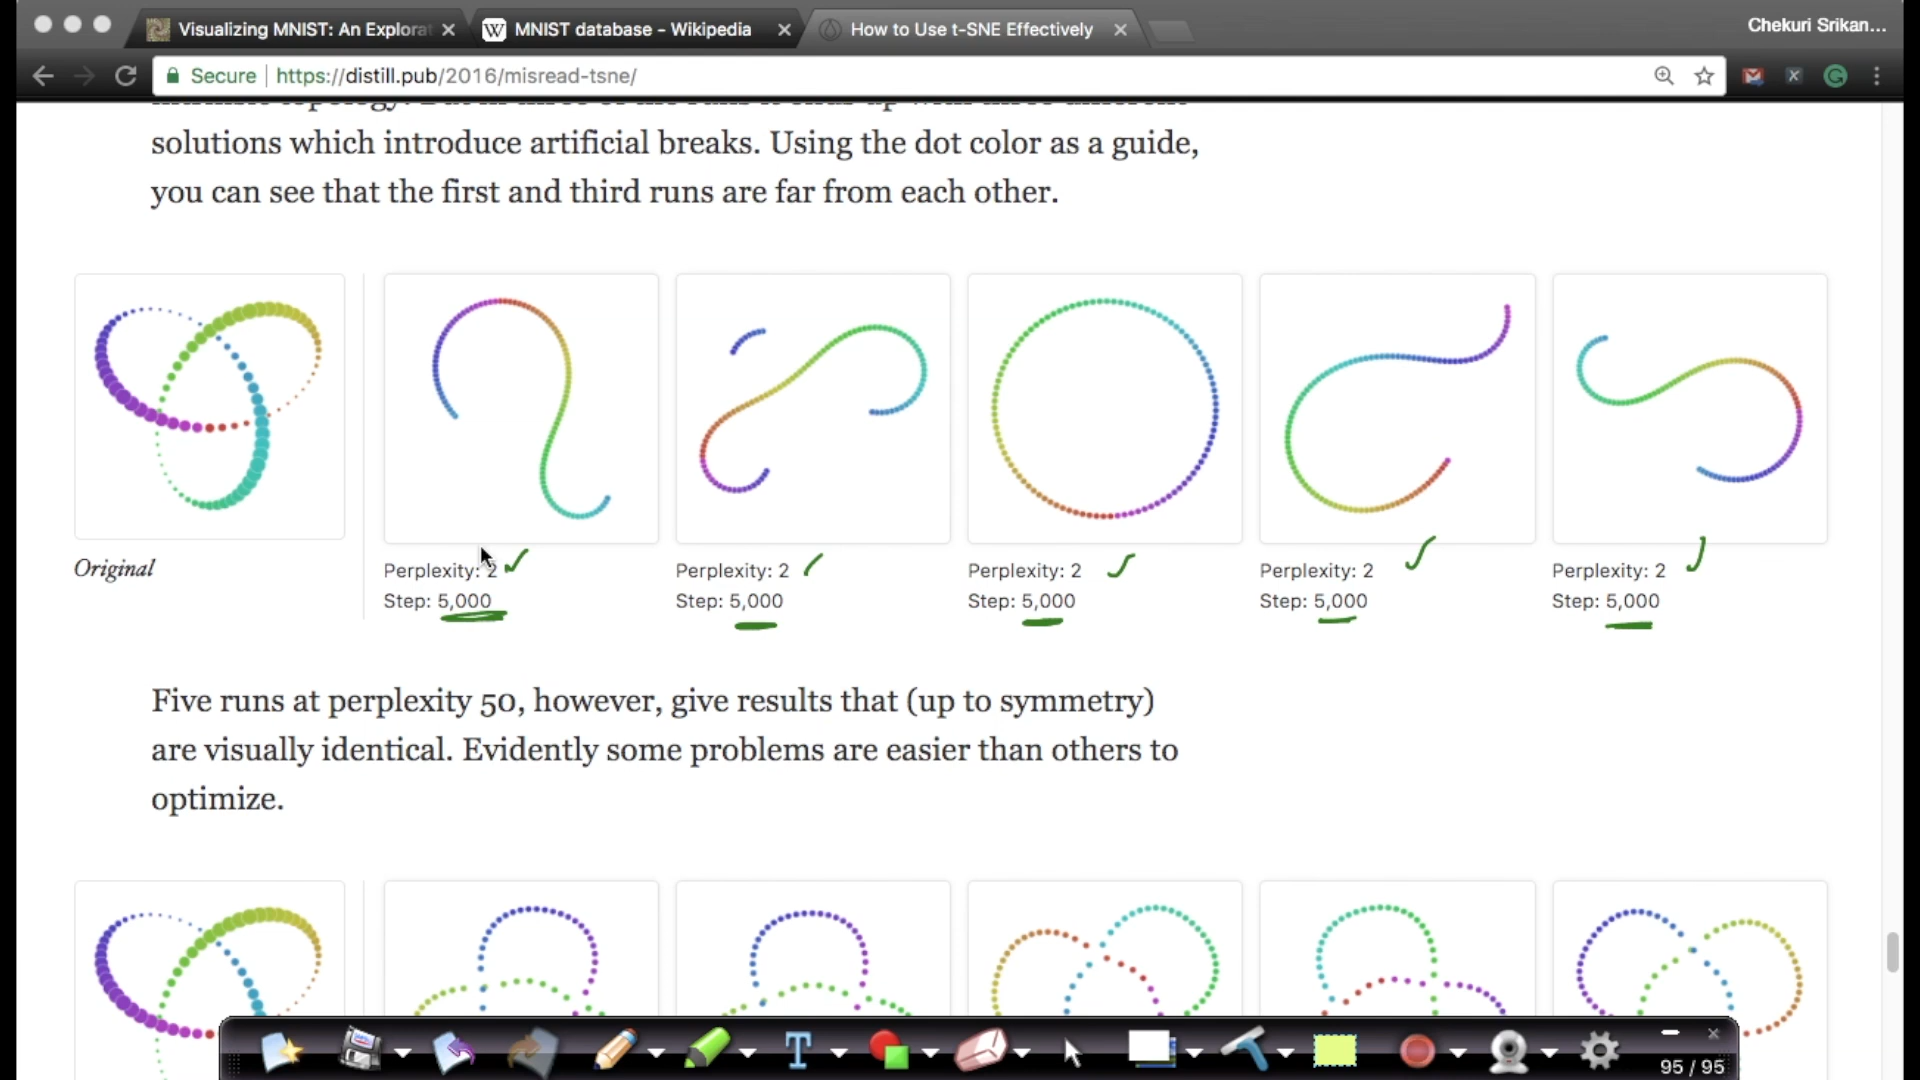 Visualizing MNIST: An Explorat
MNIST database - Wikipedia
How to Use t-SNE Effectively
Chekuri Srikan...
Secure
https://distill.pub/2016/misread-tsne/
solutions which introduce artificial breaks. Using the dot color as a guide,
you can see that the first and third runs are far from each other.
Original
Perplexity: 2
Step: 5,000
Perplexity: 2
Step: 5,000
Perplexity: 2
Step: 5,000
Perplexity: 2
Step: 5,000
Perplexity: 2
Step: 5,000
Five runs at perplexity 50, however, give results that (up to symmetry)
are visually identical. Evidently some problems are easier than others to
optimize.
95 / 95